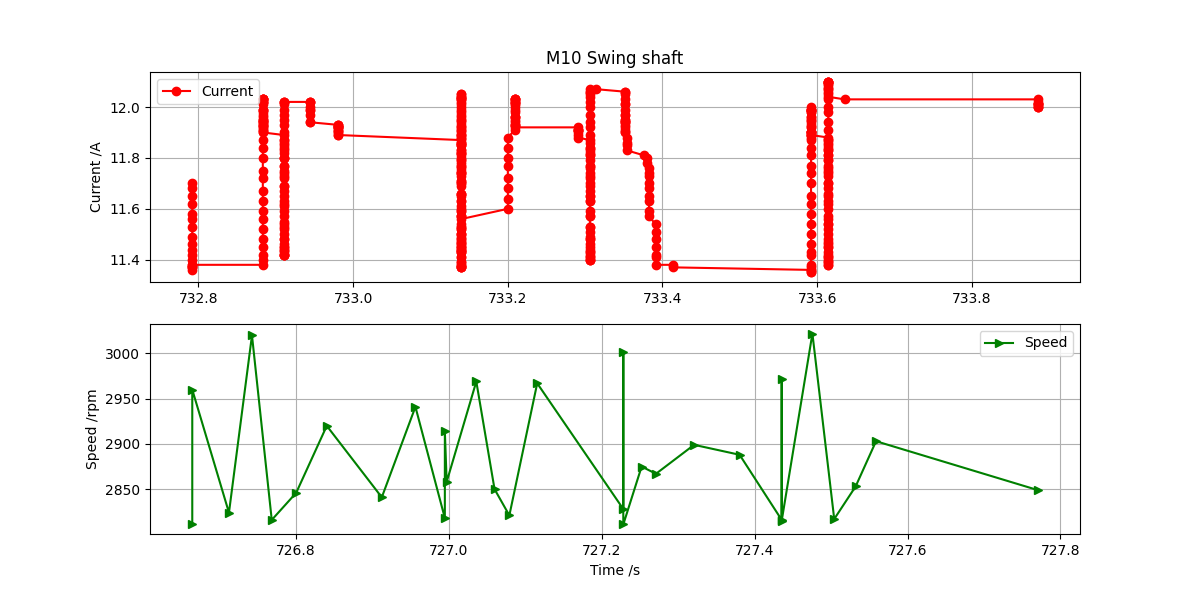 M10 Swing shaft
Current
Current /A
12.0
11.8
11.6
11.4
732.8 733.0 733.2 733.4 733.6 733.8
Speed
Speed /rpm
3000
2950
2900
2850
726.8 727.0 727.2 727.4 727.6 727.8
Time /s